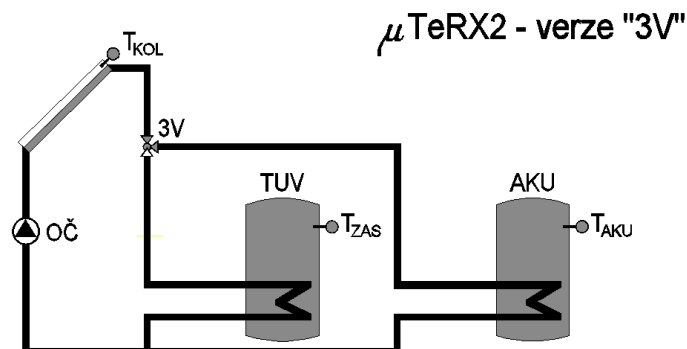 μTeRX2 - verze "3V"
TKOL
3V
TUV
AKU
OČ
TZAS
TAKU